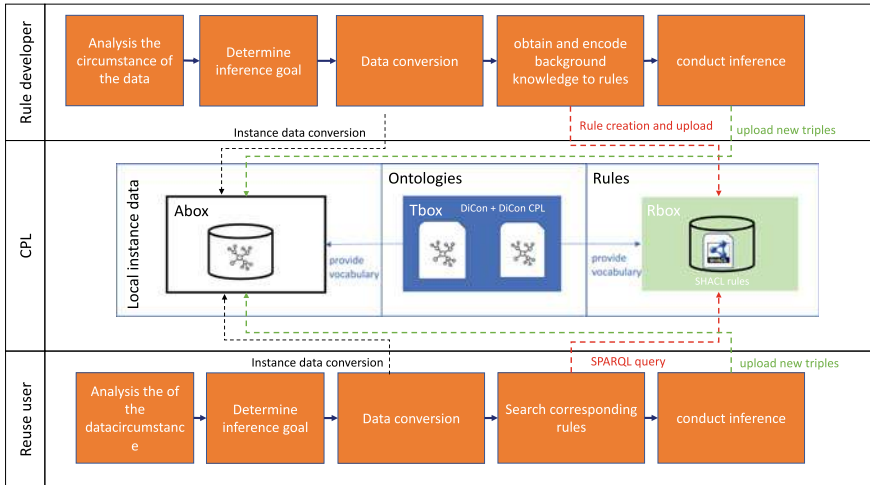 Rule developer
Analysis the
circumstance of
the data
Determine
inference goal
Data conversion
obtain and encode
background
knowledge to rules
conduct inference
Instance data conversion
Rule creation and upload
upload new triples
CPL
Local instance data
Abox
Ontologies
Tbox
DiCon + DiCon CPL
Rules
Rbox
provide
vocabulary
provide
vocabulary
SHACL
SHACL rules
Instance data conversion
SPARQL query
upload new triples
Reuse user
Analysis the of
the
datacircumstanc
e
Determine
inference goal
Data conversion
Search corresponding
rules
conduct inference